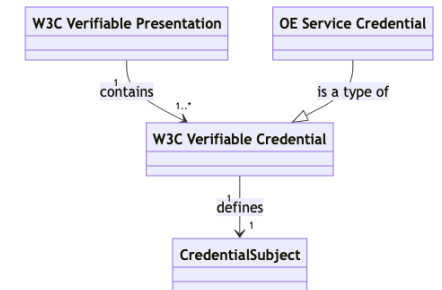 W3C Verifiable Presentation
OE Service Credential
1
contains
is a type of
1..*
W3C Verifiable Credential
1
defines
1
CredentialSubject